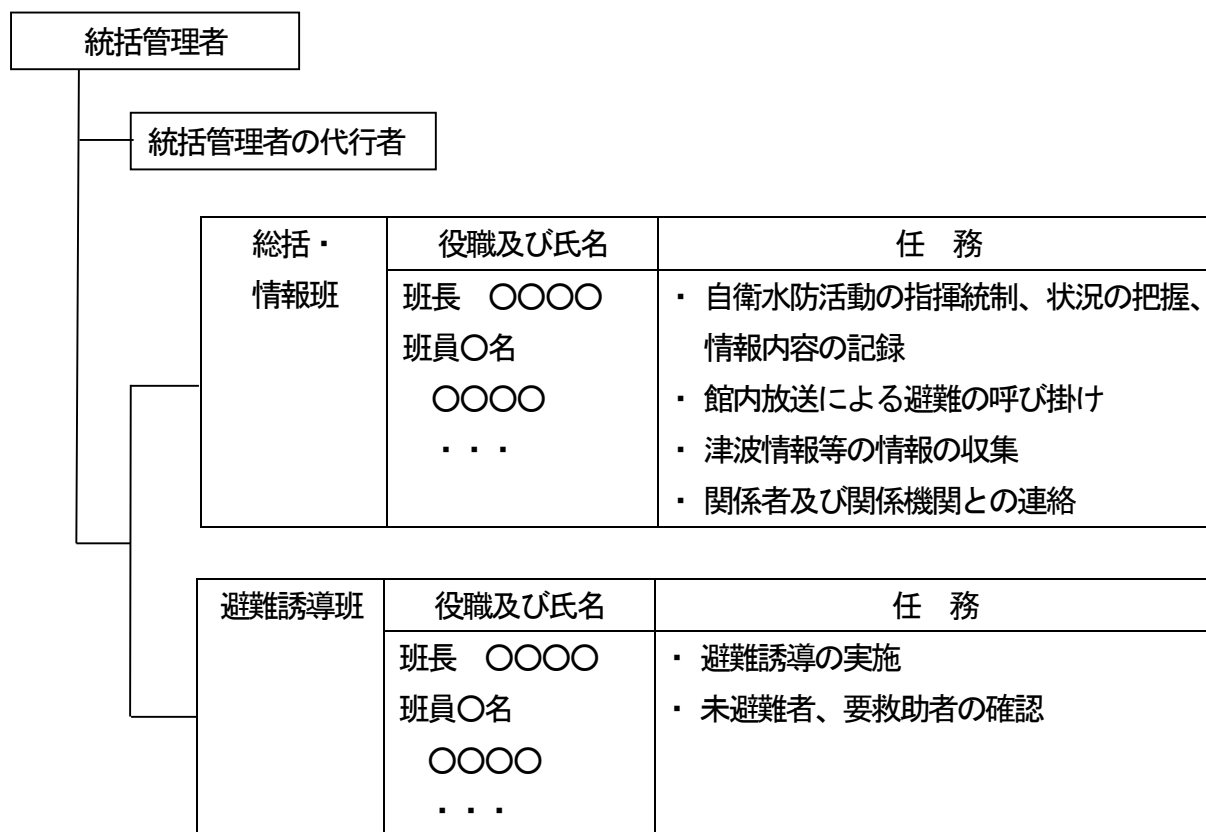 統括管理者
統括管理者の代行者
総括・
情報班
役職及び氏名
任　務
班長　〇〇〇〇
班員〇名
〇〇〇〇
・・・
・ 自衛水防活動の指揮統制、状況の把握、
情報内容の記録
・ 館内放送による避難の呼び掛け
・ 津波情報等の情報の収集
・ 関係者及び関係機関との連絡
避難誘導班
役職及び氏名
任　務
班長　〇〇〇〇
班員〇名
〇〇〇〇
・・・
・ 避難誘導の実施
・ 未避難者、要救助者の確認